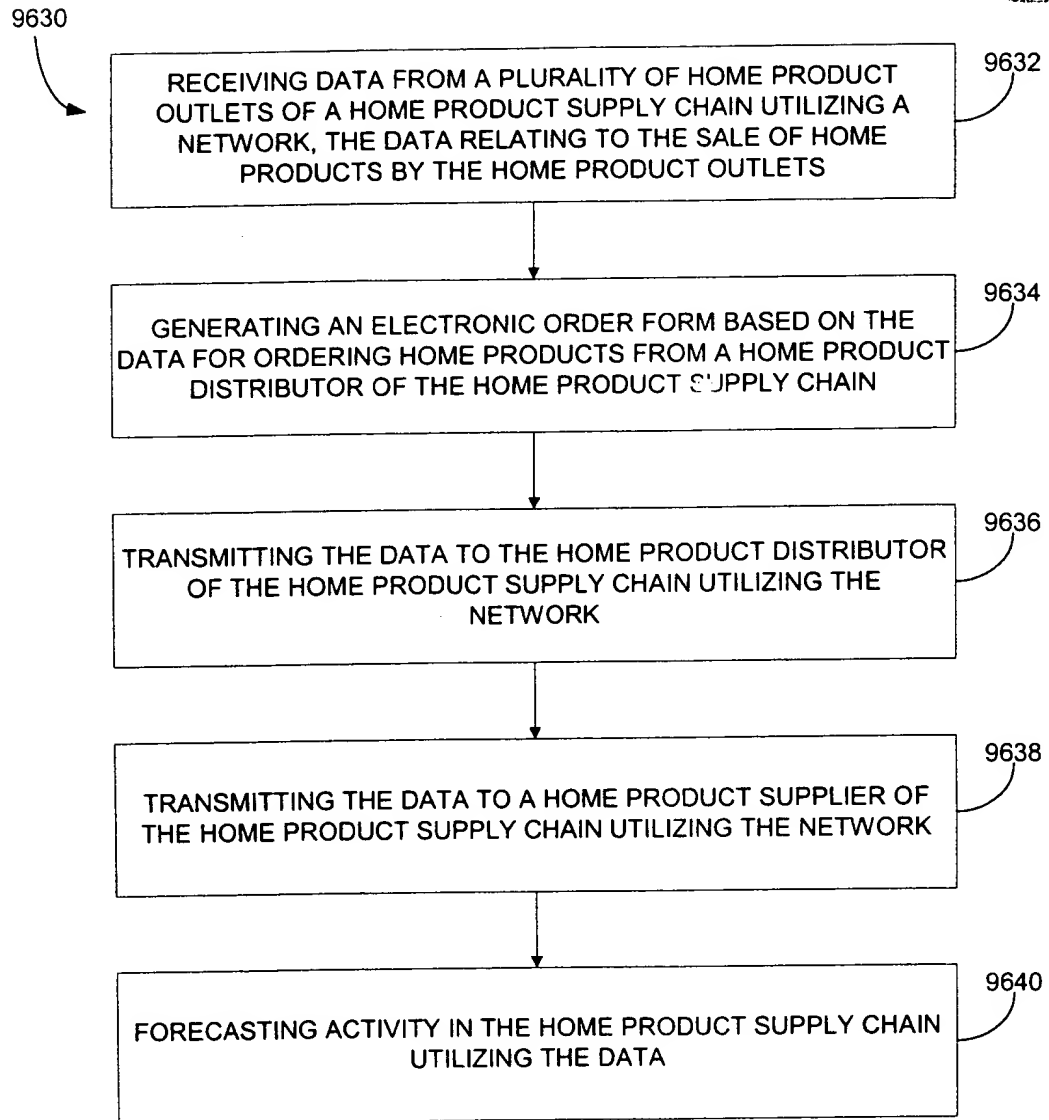 9630
9632
RECEIVING DATA FROM A PLURALITY OF HOME PRODUCT
OUTLETS OF A HOME PRODUCT SUPPLY CHAIN UTILIZING A
NETWORK, THE DATA RELATING TO THE SALE OF HOME
PRODUCTS BY THE HOME PRODUCT OUTLETS
9634
GENERATING AN ELECTRONIC ORDER FORM BASED ON THE
DATA FOR ORDERING HOME PRODUCTS FROM A HOME PRODUCT
DISTRIBUTOR OF THE HOME PRODUCT SUPPLY CHAIN
9636
TRANSMITTING THE DATA TO THE HOME PRODUCT DISTRIBUTOR
OF THE HOME PRODUCT SUPPLY CHAIN UTILIZING THE
NETWORK
9638
TRANSMITTING THE DATA TO A HOME PRODUCT SUPPLIER OF
THE HOME PRODUCT SUPPLY CHAIN UTILIZING THE NETWORK
9640
FORECASTING ACTIVITY IN THE HOME PRODUCT SUPPLY CHAIN
UTILIZING THE DATA